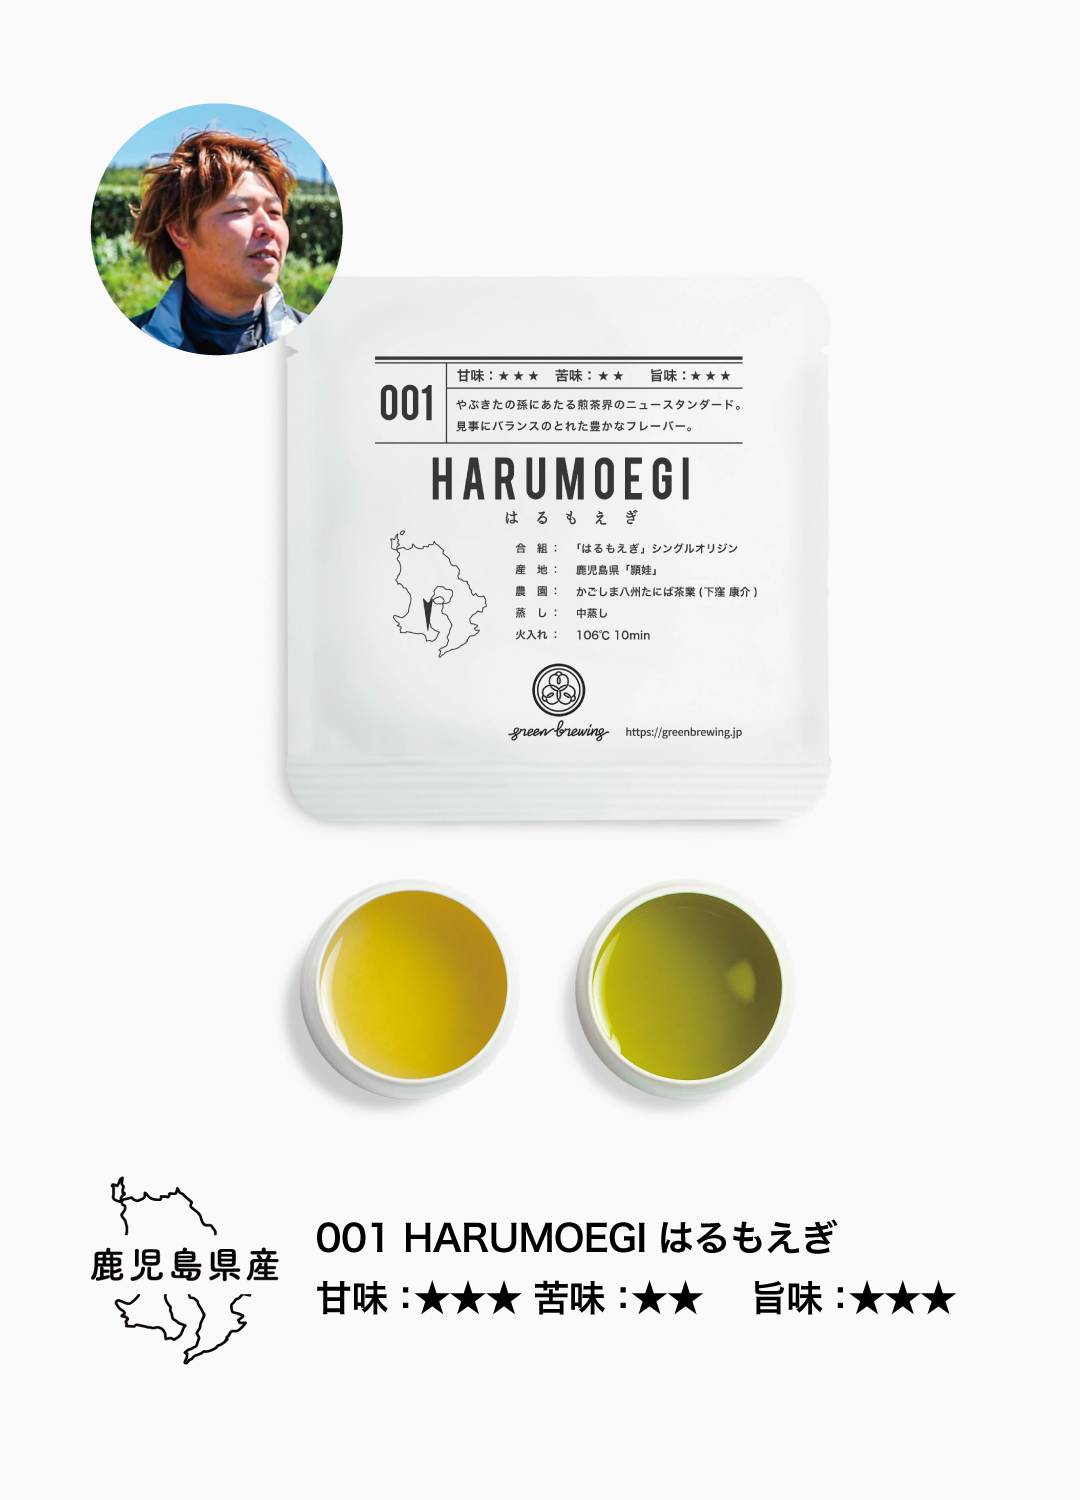 001
甘味：★★★ 苦味：★★ 旨味：★★★
やぶきたの孫にあたる煎茶界のニュースタンダード。
見事にバランスのとれた豊かなフレーバー。
HARUMOEGI
はるもえぎ
合 組： 「はるもえぎ」シングルオリジン
産 地： 鹿児島県「頴娃」
農 園： かごしま八州たにば茶業 (下窪 康介)
蒸 し： 中蒸し
火入れ： 106℃ 10min
green brewing https://greenbrewing.jp
鹿児島県産
001 HARUMOEGI はるもえぎ
甘味：★★★ 苦味：★★ 旨味：★★★